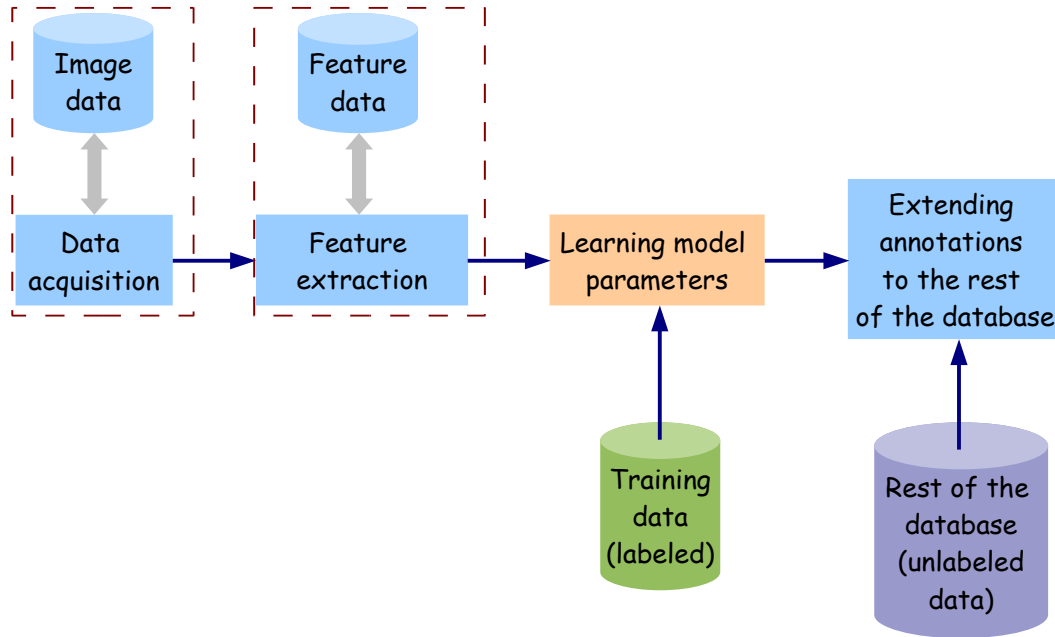 Image
data
Feature
data
Data
acquisition
Feature
extraction
Learning model
parameters
Extending
annotations
to the rest
of the database
Training
data
(labeled)
Rest of the
database
(unlabeled
data)